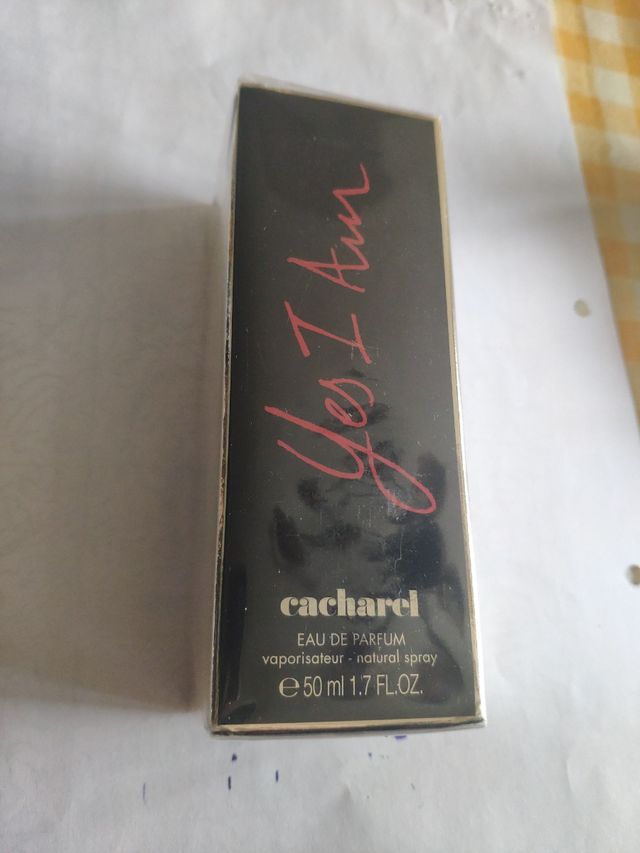 Yes I Am
cacharel
EAU DE PARFUM
vaporisateur - natural spray
℮ 50 ml 1.7 FL.OZ.